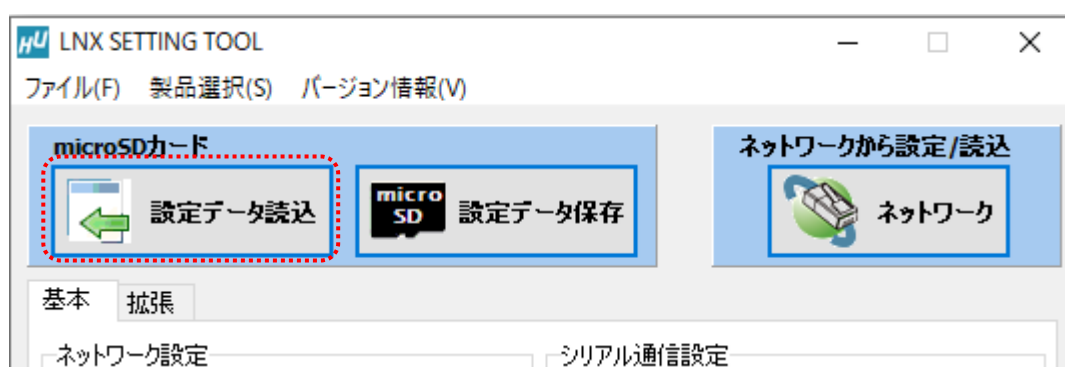 HU LNX SETTING TOOL
ファイル(F) 製品選択(S) バージョン情報(V)
microSDカード
設定データ読込
micro
SD
設定データ保存
ネットワークから設定/読込
ネットワーク
基本 拡張
ネットワーク設定
シリアル通信設定